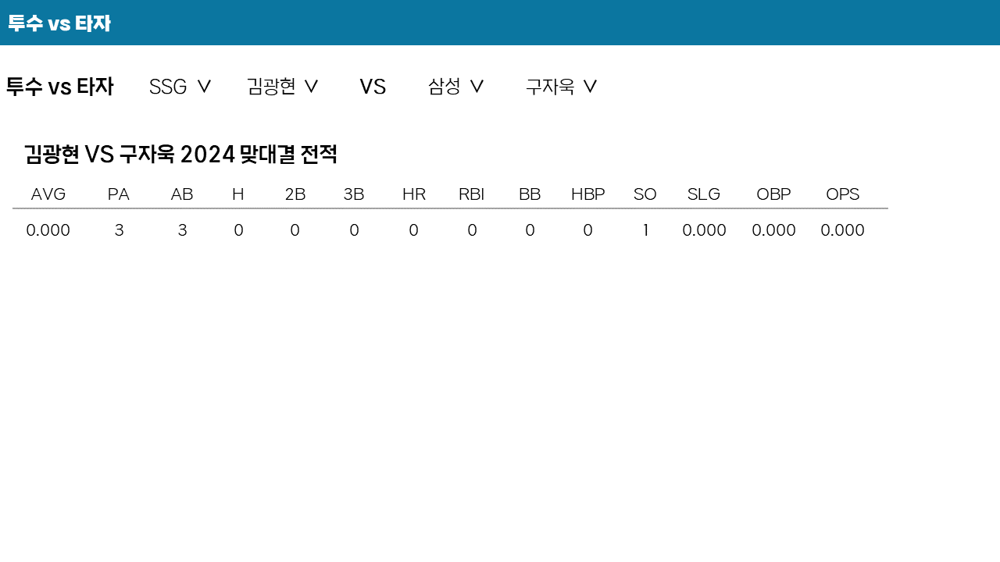 투수 vs 타자
투수 vs 타자 SSG ∨ 김광현 ∨ VS 삼성 ∨ 구자욱 ∨
김광현 VS 구자욱 2024 맞대결 전적
AVG PA AB H 2B 3B HR RBI BB HBP SO SLG OBP OPS
0.000 3 3 0 0 0 0 0 0 0 1 0.000 0.000 0.000